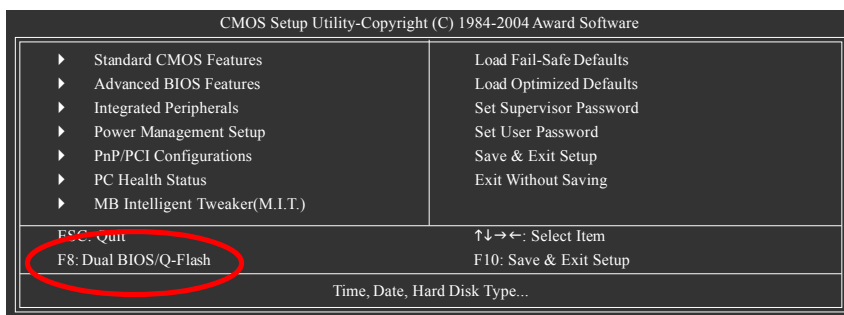 CMOS Setup Utility-Copyright (C) 1984-2004 Award Software
Standard CMOS Features
Advanced BIOS Features
Integrated Peripherals
Power Management Setup
PnP/PCI Configurations
PC Health Status
MB Intelligent Tweaker(M.I.T.)
Load Fail-Safe Defaults
Load Optimized Defaults
Set Supervisor Password
Set User Password
Save & Exit Setup
Exit Without Saving
ESC: Quit
↑↓→←: Select Item
F8: Dual BIOS/Q-Flash
F10: Save & Exit Setup
Time, Date, Hard Disk Type...